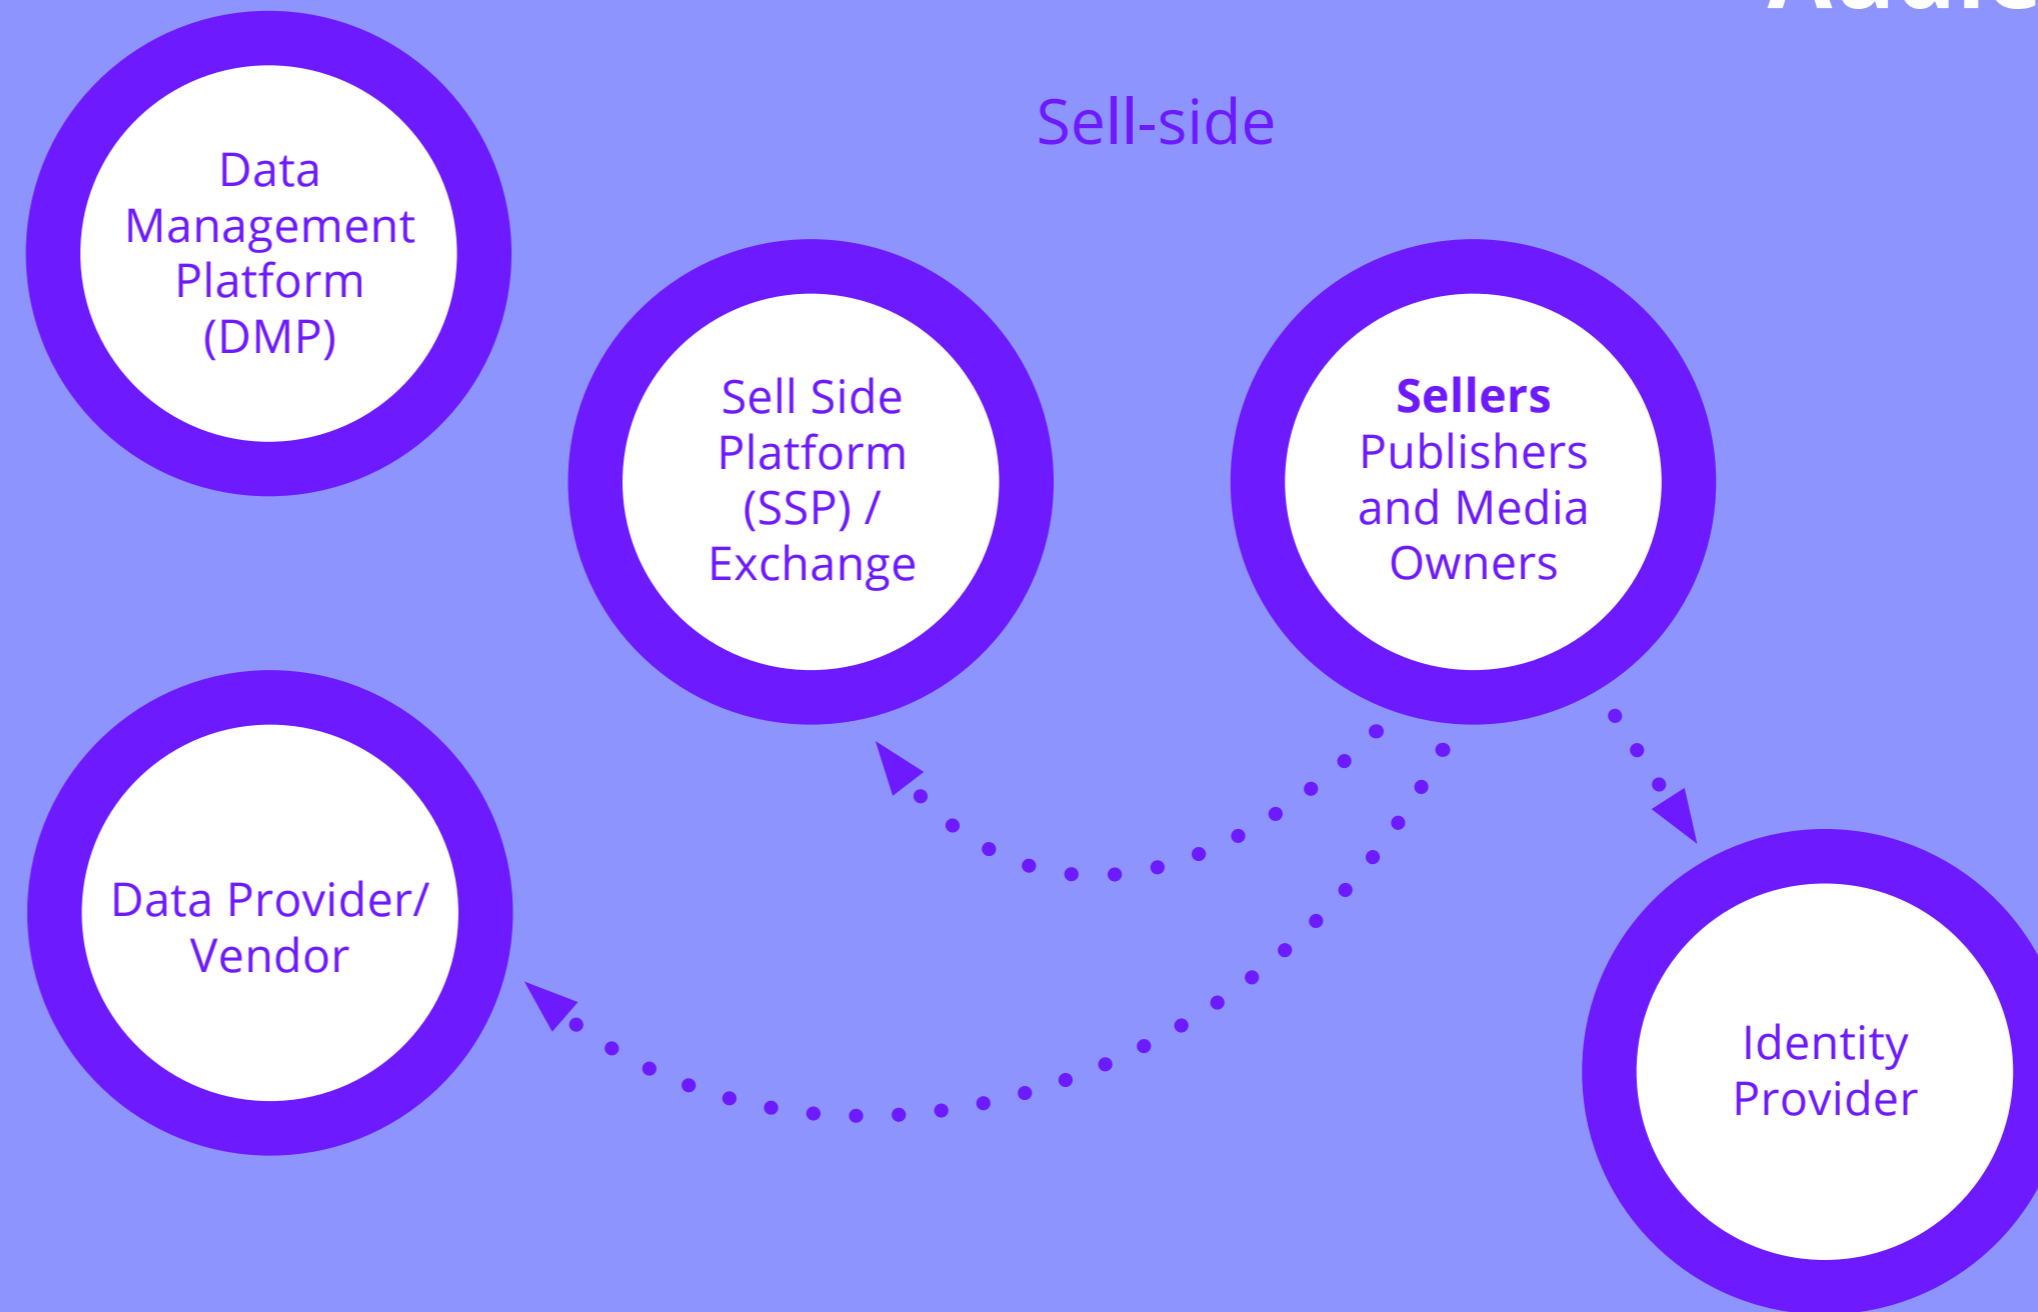 Sell-side
Data
Management
Platform
(DMP)
Sell Side
Platform
(SSP) /
Exchange
Sellers
Publishers
and Media
Owners
Data Provider/
Vendor
Identity
Provider